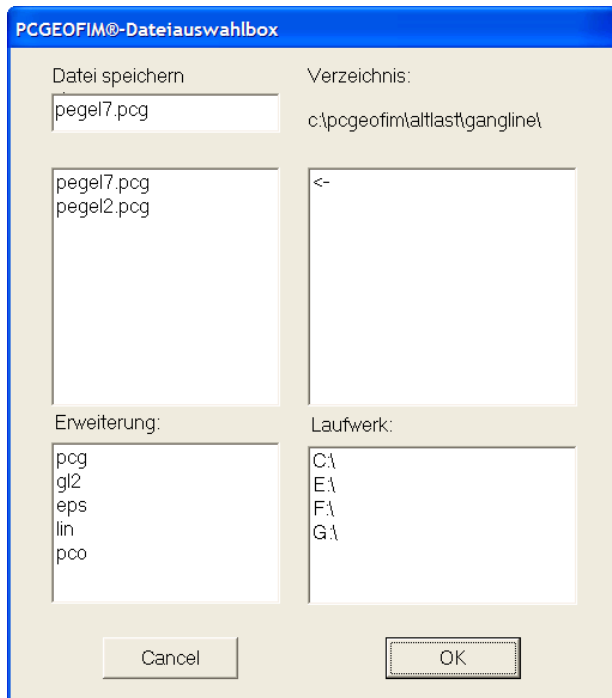 PCGEOFIM®-Dateiauswahlbox
Datei speichern
pegel7.pcg
Verzeichnis:
c:\pcgeofim\altlast\gangline\
pegel7.pcg
pegel2.pcg
<-
Erweiterung:
pcg
gl2
eps
lin
pco
Laufwerk:
C:\
E:\
F:\
G:\
Cancel
OK